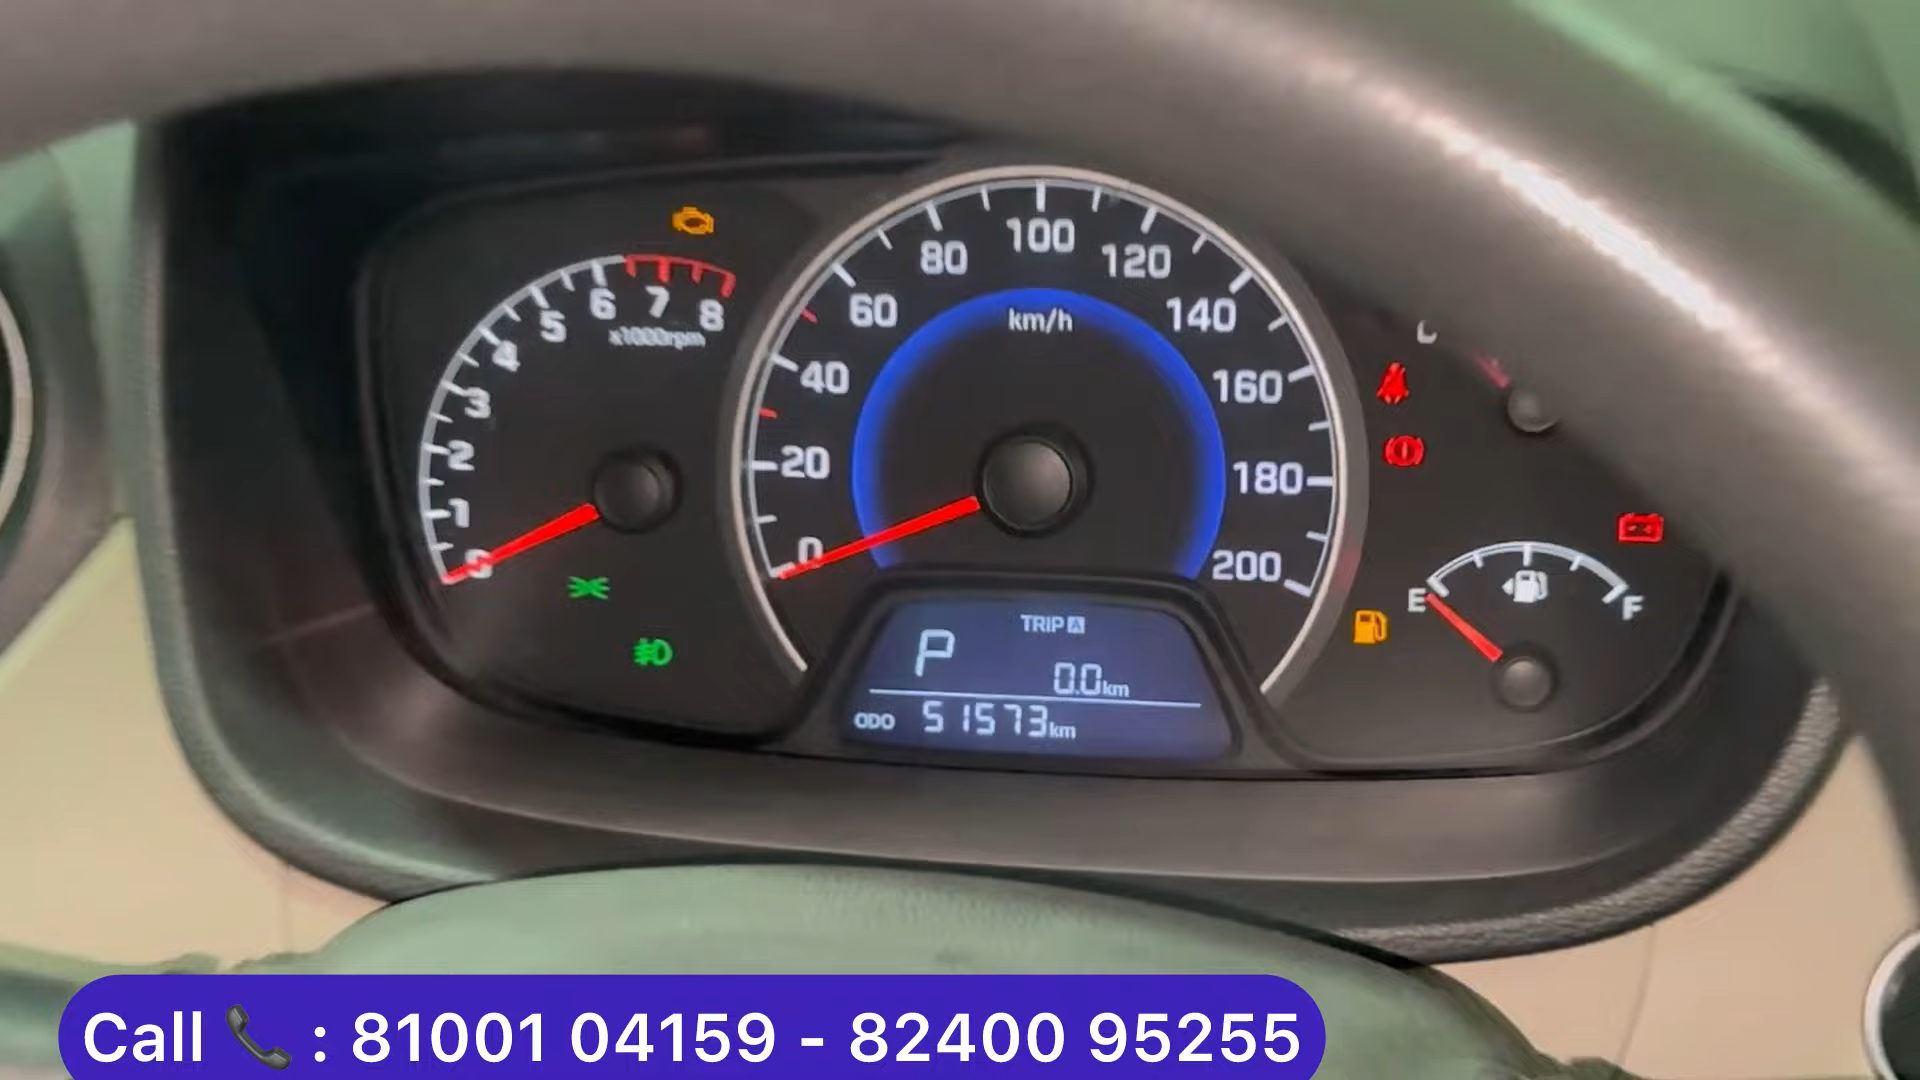 0 1 2 3 4 5 6 7 8
x1000rpm
0 20 40 60 80 100 120 140 160 180 200
km/h
C
E F
P
TRIP A
0.0km
ODO 51573km
Call 📞 : 81001 04159 - 82400 95255